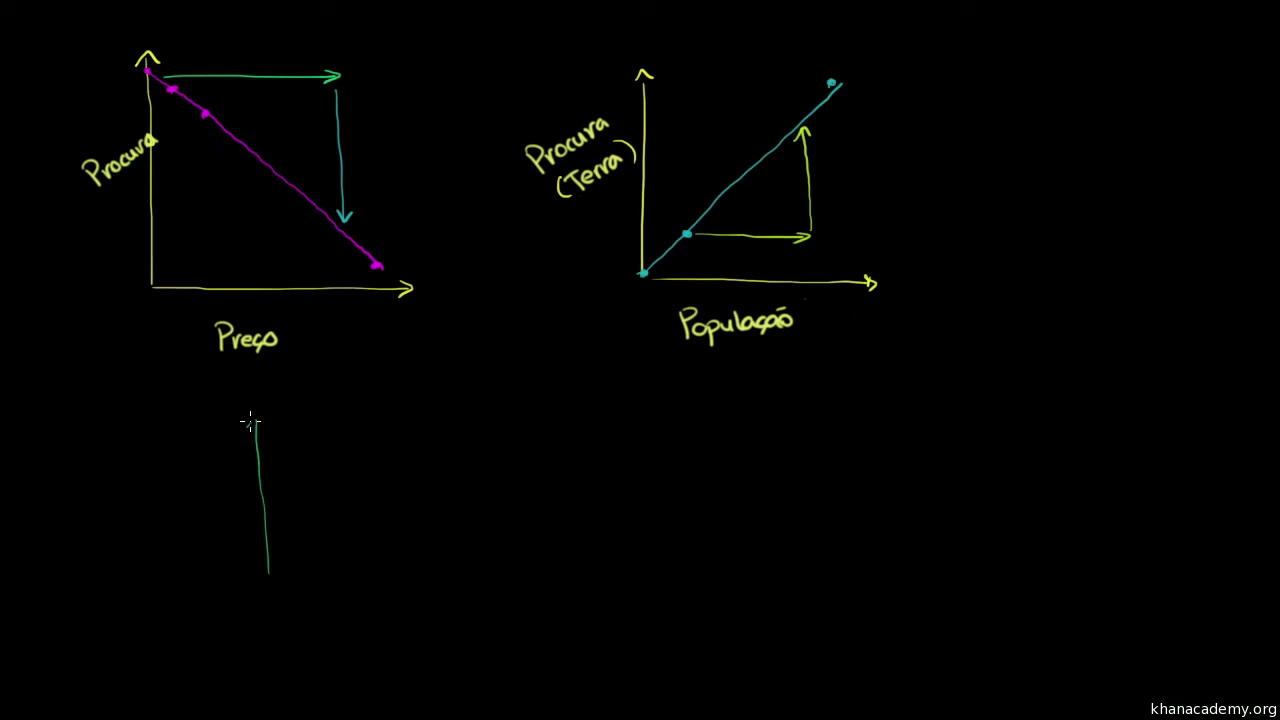 Procura
Preço
Procura
(Terra)
População
khanacademy.org